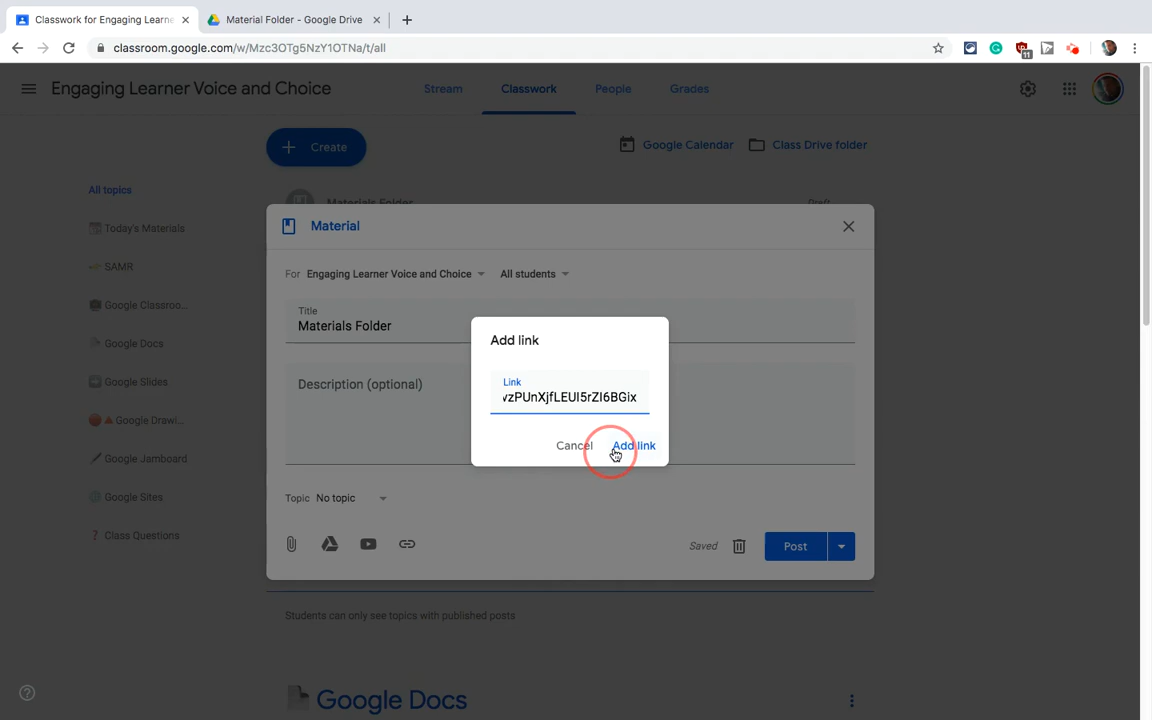 Classwork for Engaging Learne
Material Folder - Google Drive
classroom.google.com/w/Mzc3OTg5NzY1OTNa/t/all
11
Engaging Learner Voice and Choice
Stream
Classwork
People
Grades
Create
Google Calendar
Class Drive folder
All topics
Materials Folder
Draft
Today's Materials
Material
SAMR
For Engaging Learner Voice and Choice
All students
Google Classroo...
Title
Materials Folder
Google Docs
Add link
Google Slides
Description (optional)
Link
vzPUnXjfLEUI5rZI6BGix
Google Drawi...
Cancel
Add link
Google Jamboard
Google Sites
Topic No topic
Class Questions
Saved
Post
Students can only see topics with published posts
Google Docs